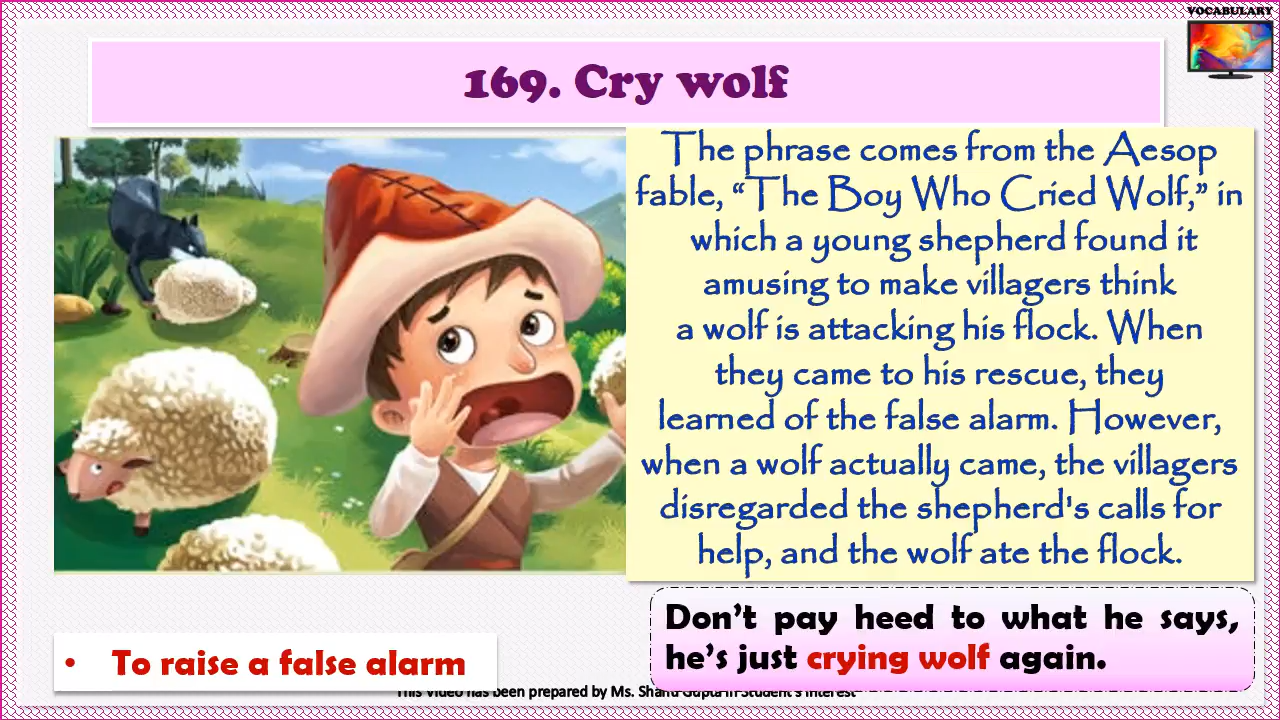 VOCABULARY
169. Cry wolf
The phrase comes from the Aesop
fable, “The Boy Who Cried Wolf,” in
which a young shepherd found it
amusing to make villagers think
a wolf is attacking his flock. When
they came to his rescue, they
learned of the false alarm. However,
when a wolf actually came, the villagers
disregarded the shepherd's calls for
help, and the wolf ate the flock.
• To raise a false alarm
Don’t pay heed to what he says,
he’s just crying wolf again.
This video has been prepared by Ms. Gupta in Student's interest